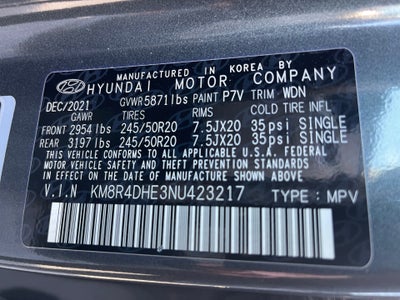 MANUFACTURED IN KOREA BY
HYUNDAI MOTOR COMPANY
DEC/2021 GVWR 5871lbs PAINT P7V TRIM WDN
GAWR TIRES RIMS COLD TIRE INFL
FRONT 2954 lbs 245/50R20 7.5JX20 35psi SINGLE
REAR 3197 lbs 245/50R20 7.5JX20 35psi SINGLE
THIS VEHICLE CONFORMS TO ALL APPLICABLE U.S.A. FEDERAL
MOTOR VEHICLE SAFETY, BUMPER, AND THEFT PREVENTION
STANDARDS IN EFFECT ON THE DATE OF MANUFACTURE SHOWN ABOVE.
V.I.N KM8R4DHE3NU423217 TYPE : MPV